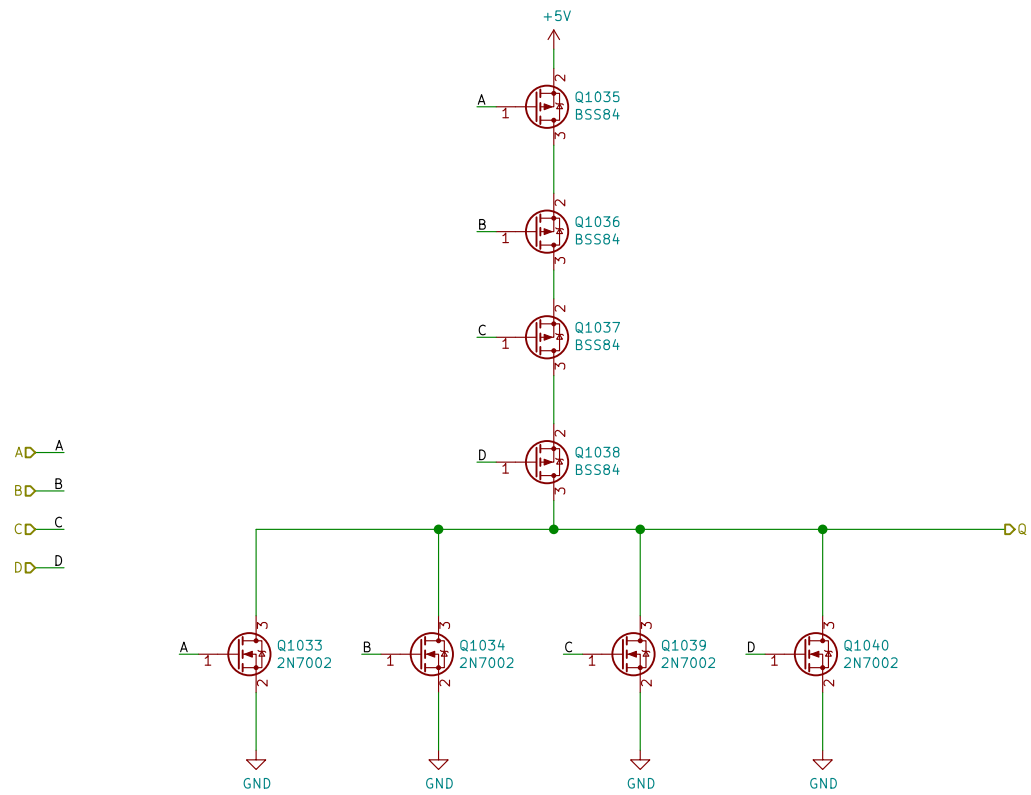 +5V
2
A
1
Q1035
BSS84
3
2
B
1
Q1036
BSS84
3
2
C
1
Q1037
BSS84
3
2
D
1
Q1038
BSS84
3
A A
B B
C C
D D
Q
3
A
1
Q1033
2N7002
2
GND
3
B
1
Q1034
2N7002
2
GND
3
C
1
Q1039
2N7002
2
GND
3
D
1
Q1040
2N7002
2
GND